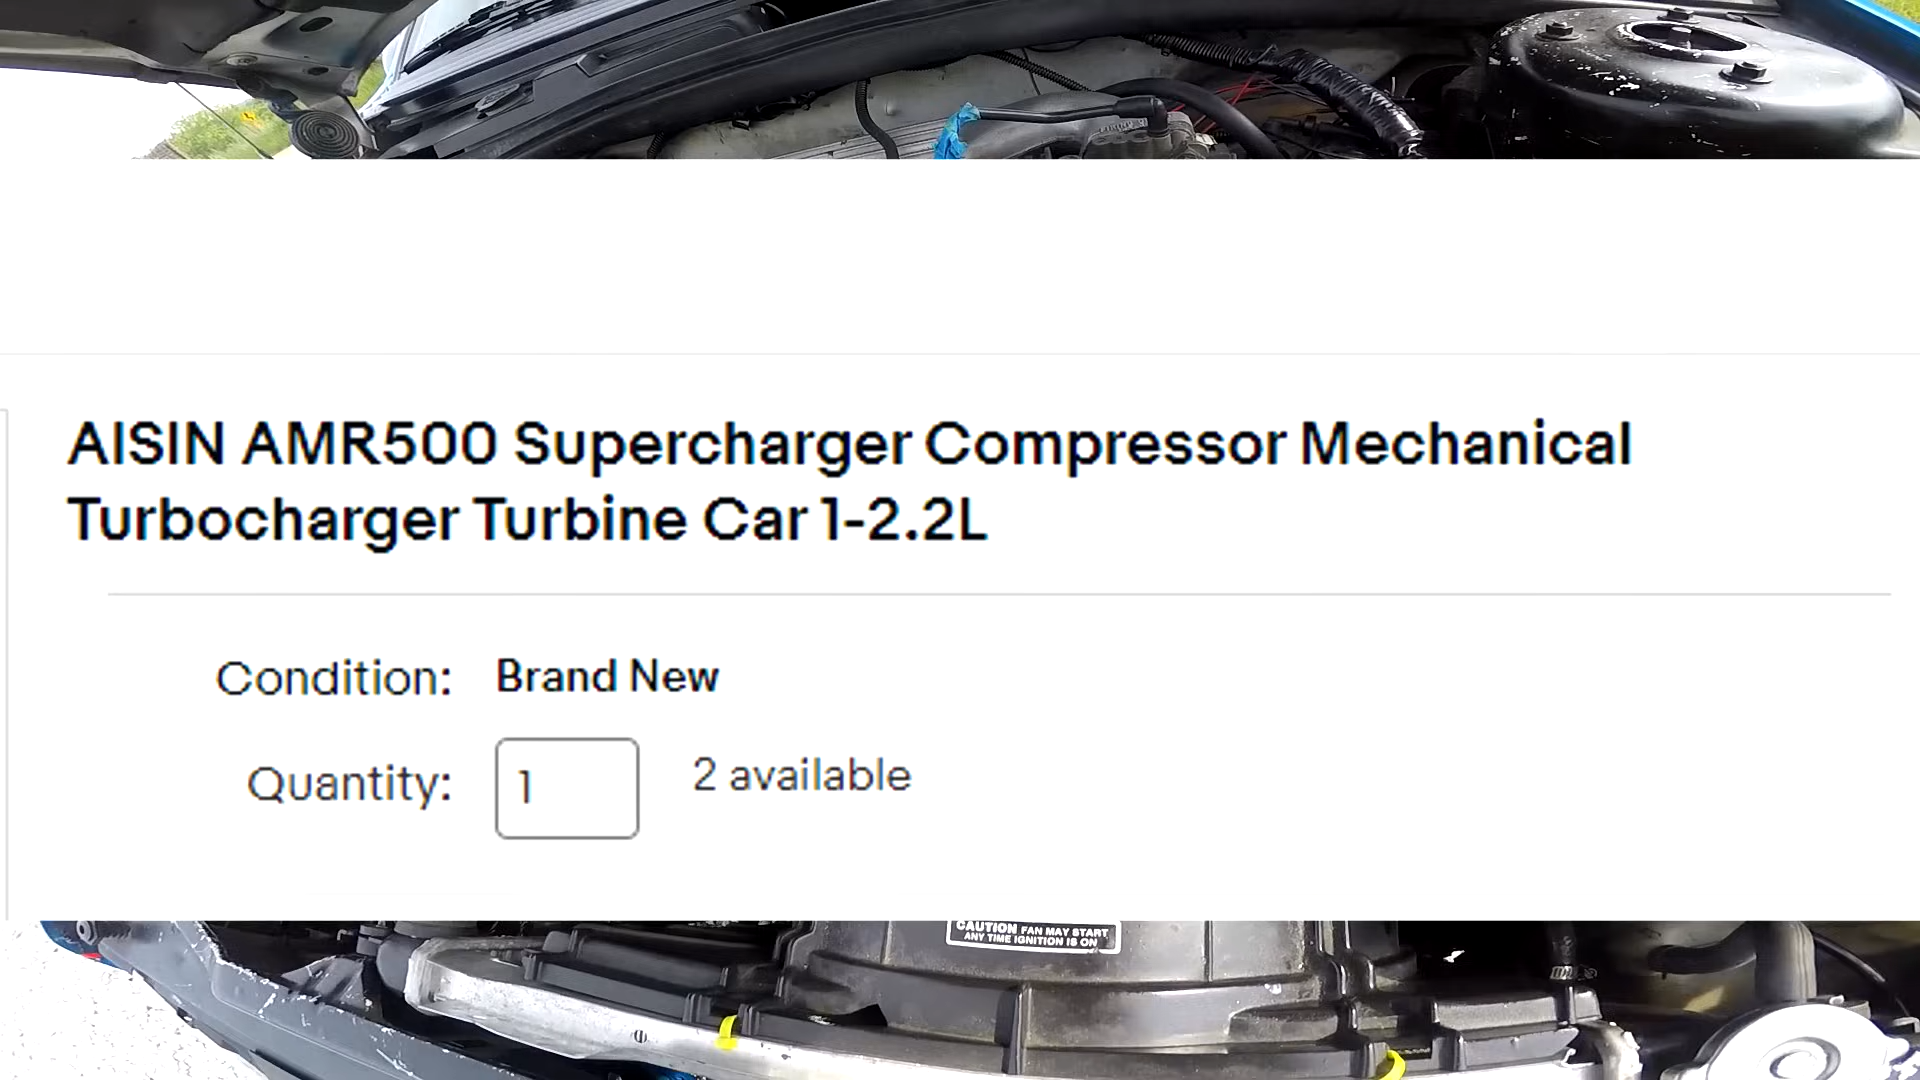 AISIN AMR500 Supercharger Compressor Mechanical
Turbocharger Turbine Car 1-2.2L
Condition: Brand New
Quantity: 1 2 available
CAUTION FAN MAY START
ANY TIME IGNITION IS ON